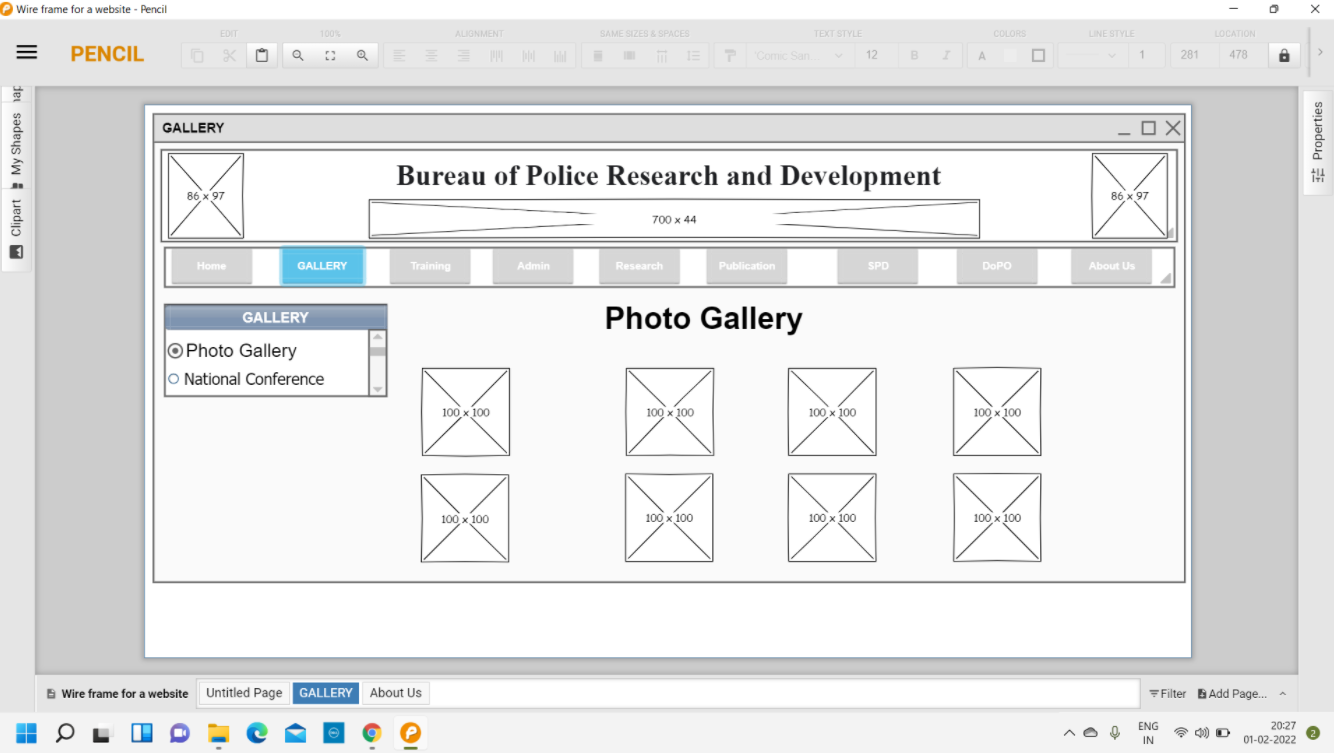 Wire frame for a website - Pencil
EDIT 100% ALIGNMENT SAME SIZES & SPACES TEXT STYLE COLORS LINE STYLE LOCATION
PENCIL
'Comic San.. 12 B I A 1 281 478
My Shapes
Clipart
Properties
GALLERY
Bureau of Police Research and Development
86 x 97
700 x 44
86 x 97
Home GALLERY Training Admin Research Publication SPD DoPO About Us
GALLERY
Photo Gallery
National Conference
Photo Gallery
100 x 100 100 x 100 100 x 100 100 x 100
100 x 100 100 x 100 100 x 100 100 x 100
Wire frame for a website Untitled Page GALLERY About Us Filter Add Page...
ENG
IN
20:27
01-02-2022
2